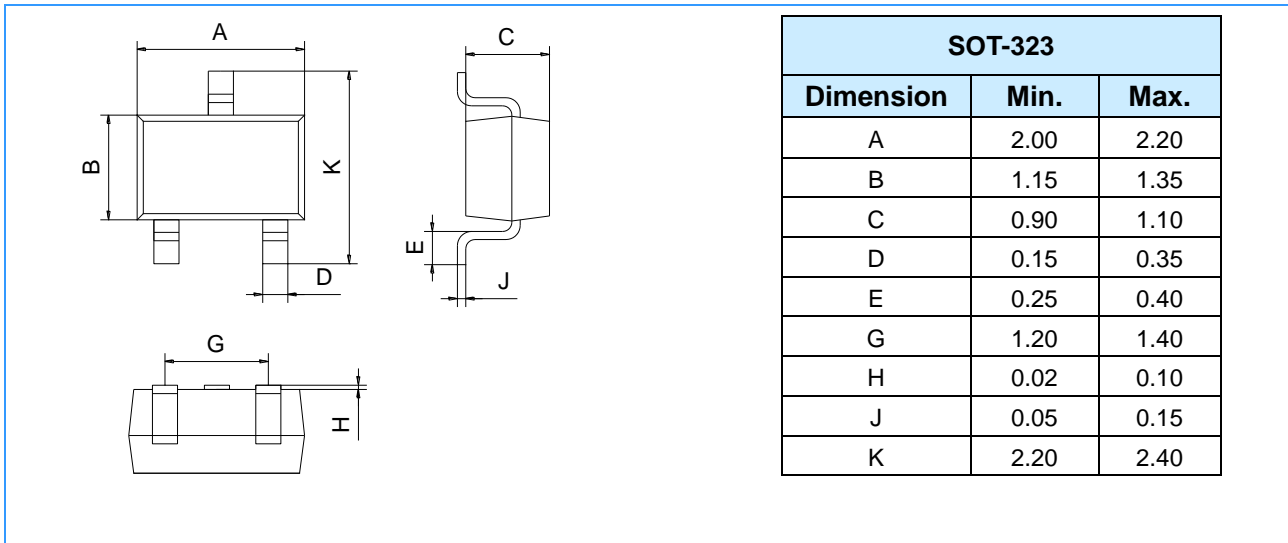 A
B
K
D
C
E
J
G
H
SOT-323
Dimension Min. Max.
A 2.00 2.20
B 1.15 1.35
C 0.90 1.10
D 0.15 0.35
E 0.25 0.40
G 1.20 1.40
H 0.02 0.10
J 0.05 0.15
K 2.20 2.40